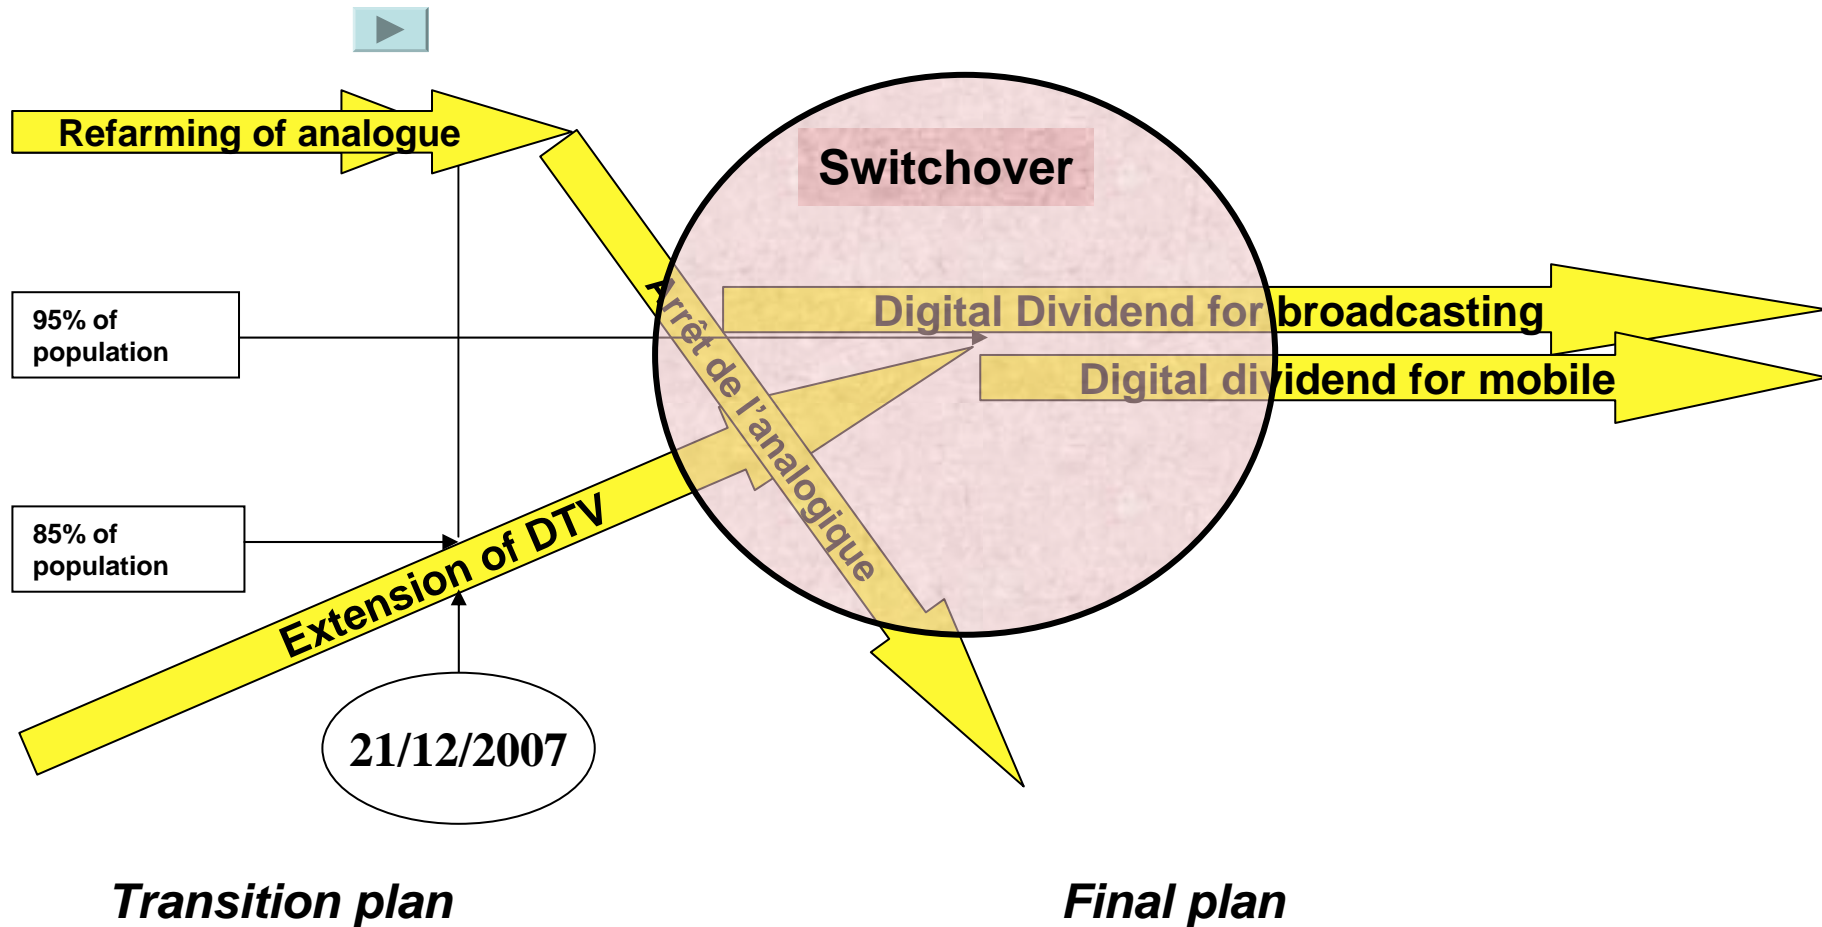 Refarming of analogue
Switchover
95% of
population
Digital Dividend for broadcasting
Digital dividend for mobile
Arrêt de l’analogique
85% of
population
Extension of DTV
21/12/2007
Transition plan
Final plan